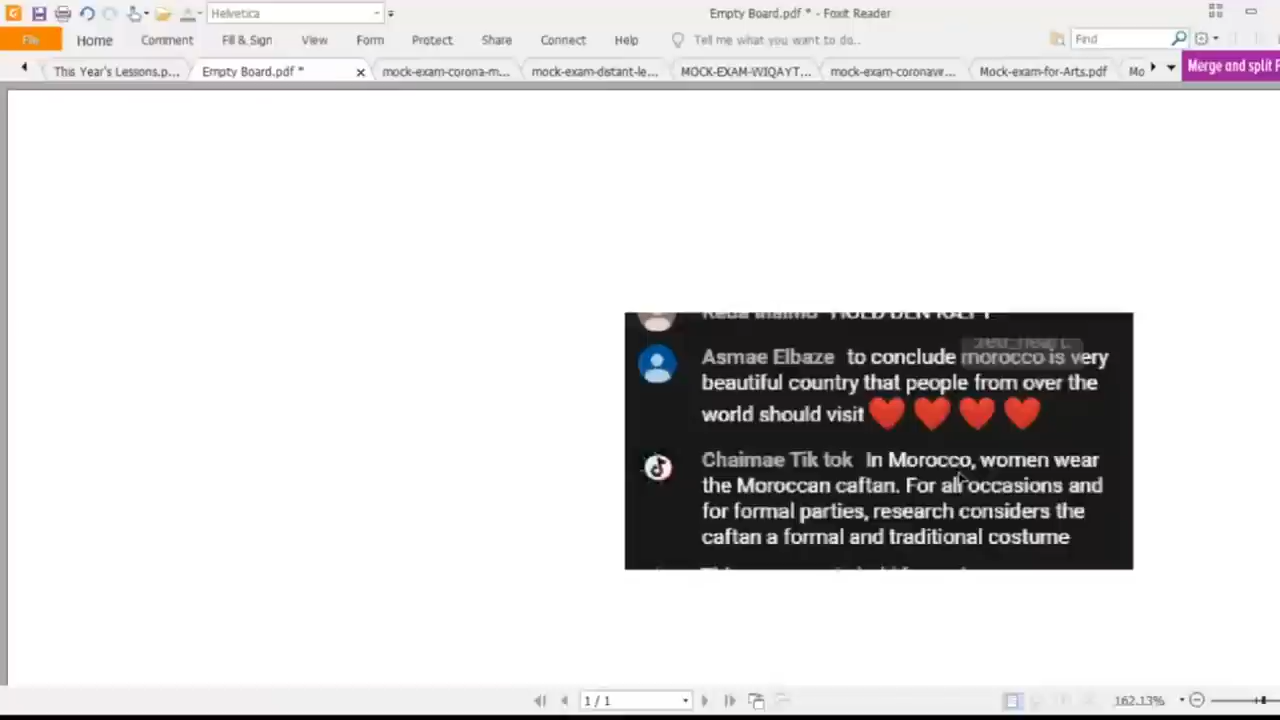 Helvetica
Empty Board.pdf * - Foxit Reader
File Home Comment Fill & Sign View Form Protect Share Connect Help Tell me what you want to do.. Find
This Year's Lessons.p... Empty Board.pdf * x mock-exam-corona-m... mock-exam-distant-le... MOCK-EXAM-WIQAYT... mock-exam-coronave... Mock-exam-for-Arts.pdf Mo Merge and split
Asmae Elbaze to conclude morocco is very
beautiful country that people from over the
world should visit
Chaimae Tik tok In Morocco, women wear
the Moroccan caftan. For all occasions and
for formal parties, research considers the
caftan a formal and traditional costume
1 / 1
162.13%